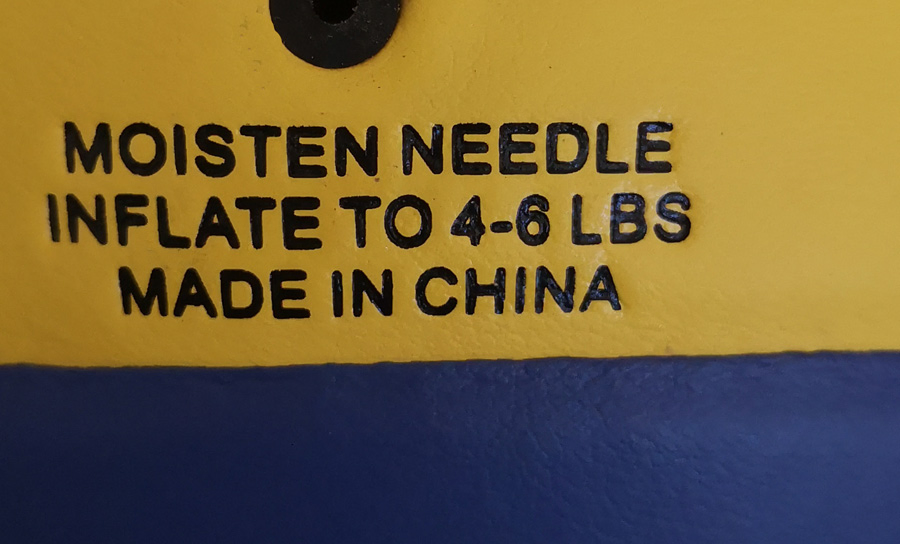 MOISTEN NEEDLE
INFLATE TO 4-6 LBS
MADE IN CHINA